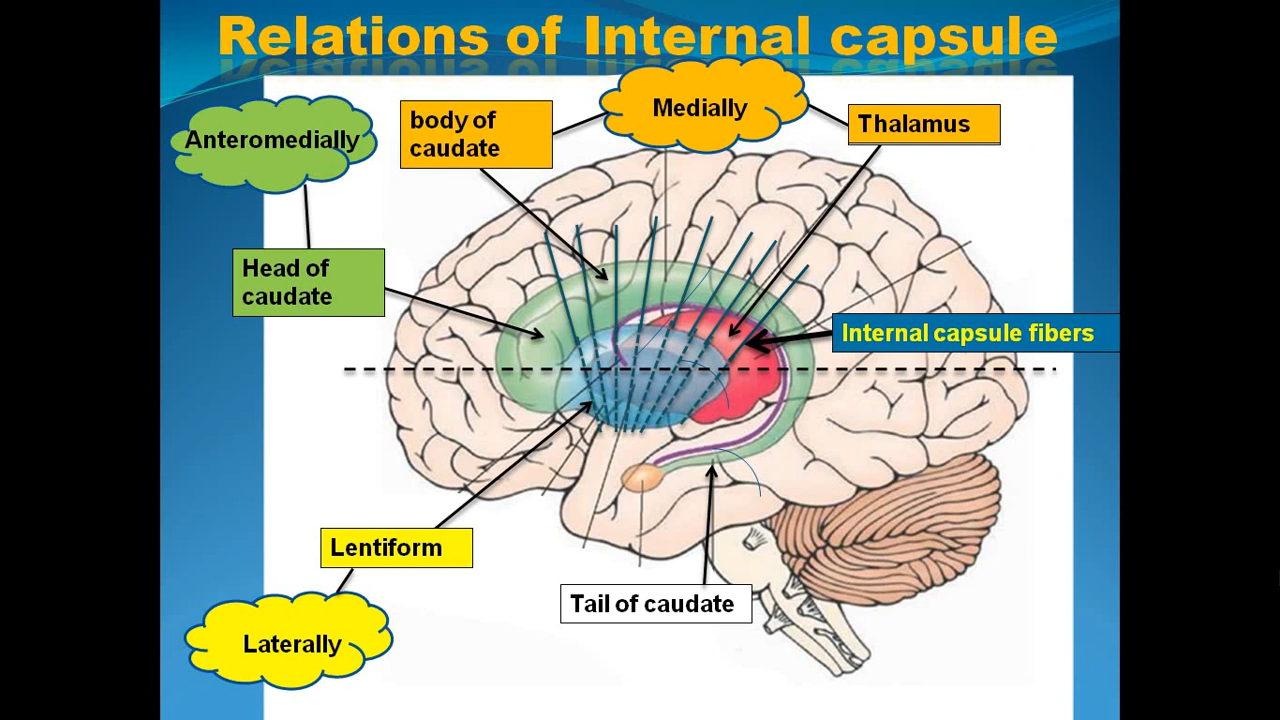 Relations of Internal capsule
Anteromedially
body of
caudate
Medially
Thalamus
Head of
caudate
Internal capsule fibers
Lentiform
Tail of caudate
Laterally